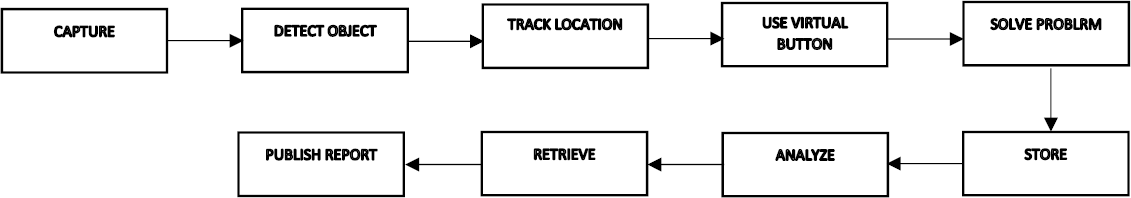 CAPTURE
DETECT OBJECT
TRACK LOCATION
USE VIRTUAL
BUTTON
SOLVE PROBLRM
STORE
ANALYZE
RETRIEVE
PUBLISH REPORT